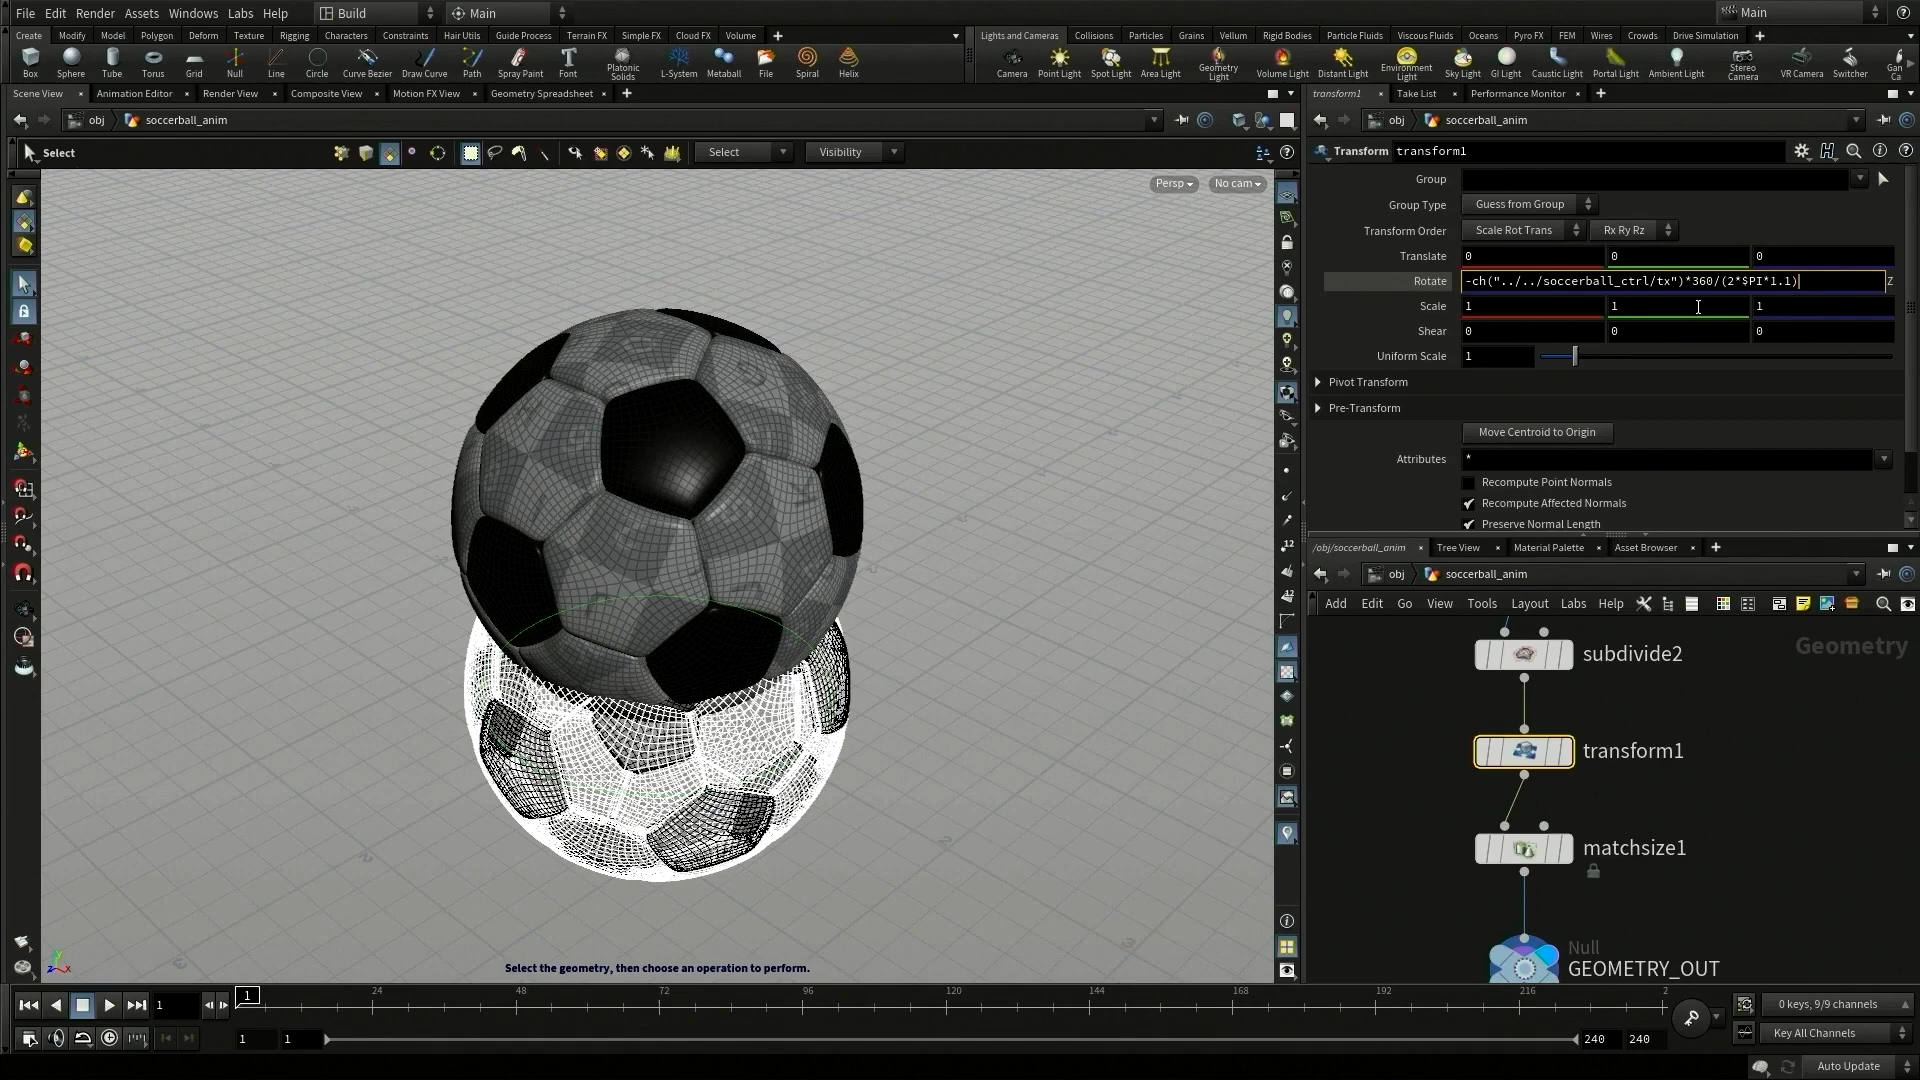 File Edit Render Assets Windows Labs Help Build Main Main
Create Modify Model Polygon Deform Texture Rigging Characters Constraints Hair Utils Guide Process Terrain FX Simple FX Cloud FX Volume
Lights and Cameras Collisions Particles Grains Vellum Rigid Bodies Particle Fluids Viscous Fluids Oceans Pyro FX FEM Wires Crowds Drive Simulation
Box Sphere Tube Torus Grid Null Line Circle Curve Bezier Draw Curve Path Spray Paint Font Platonic Solids L-System Metaball File Spiral Helix
Camera Point Light Spot Light Area Light Geometry Light Volume Light Distant Light Environment Light Sky Light GI Light Caustic Light Portal Light Ambient Light Stereo Camera VR Camera Switcher Gan Ca
Scene View Animation Editor Render View Composite View Motion FX View Geometry Spreadsheet
transform1 Take List Performance Monitor
obj soccerball_anim
obj soccerball_anim
Select Select Visibility
Persp No cam
Transform transform1
Group
Group Type Guess from Group
Transform Order Scale Rot Trans Rx Ry Rz
Translate 0 0 0
Rotate -ch("../../soccerball_ctrl/tx")*360/(2*$PI*1.1) Z
Scale 1 1 1
Shear 0 0 0
Uniform Scale 1
Pivot Transform
Pre-Transform
Move Centroid to Origin
Attributes *
Recompute Point Normals
Recompute Affected Normals
Preserve Normal Length
/obj/soccerball_anim Tree View Material Palette Asset Browser
obj soccerball_anim
Add Edit Go View Tools Layout Labs Help
Geometry
subdivide2
transform1
matchsize1
Null
GEOMETRY_OUT
12
12
Select the geometry, then choose an operation to perform.
1 1 24 48 72 96 120 144 168 192 216 2
0 keys, 9/9 channels
1 1 240 240
Key All Channels
Auto Update